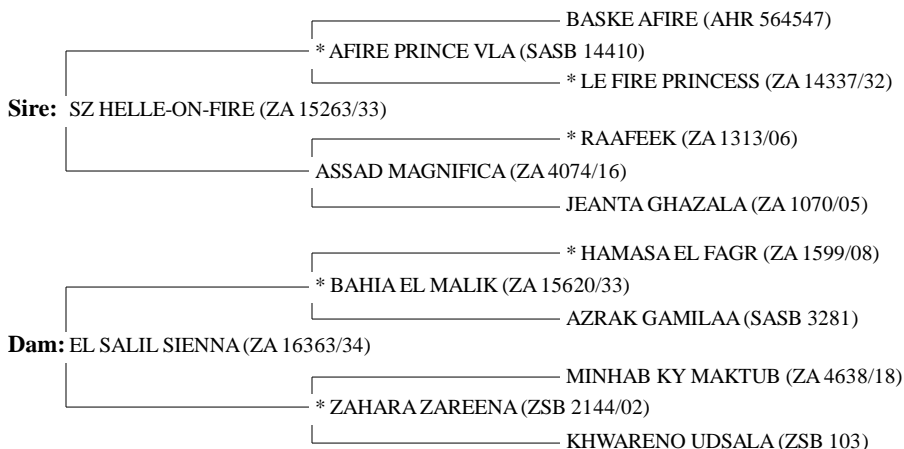 BASKE AFIRE (AHR 564547)
* AFIRE PRINCE VLA (SASB 14410)
* LE FIRE PRINCESS (ZA 14337/32)
Sire: SZ HELLE-ON-FIRE (ZA 15263/33)
* RAAFEEK (ZA 1313/06)
ASSAD MAGNIFICA (ZA 4074/16)
JEANTA GHAZALA (ZA 1070/05)
* HAMASA EL FAGR (ZA 1599/08)
* BAHIA EL MALIK (ZA 15620/33)
AZRAK GAMILAA (SASB 3281)
Dam: EL SALIL SIENNA (ZA 16363/34)
MINHAB KY MAKTUB (ZA 4638/18)
* ZAHARA ZAREENA (ZSB 2144/02)
KHWARENO UDSALA (ZSB 103)